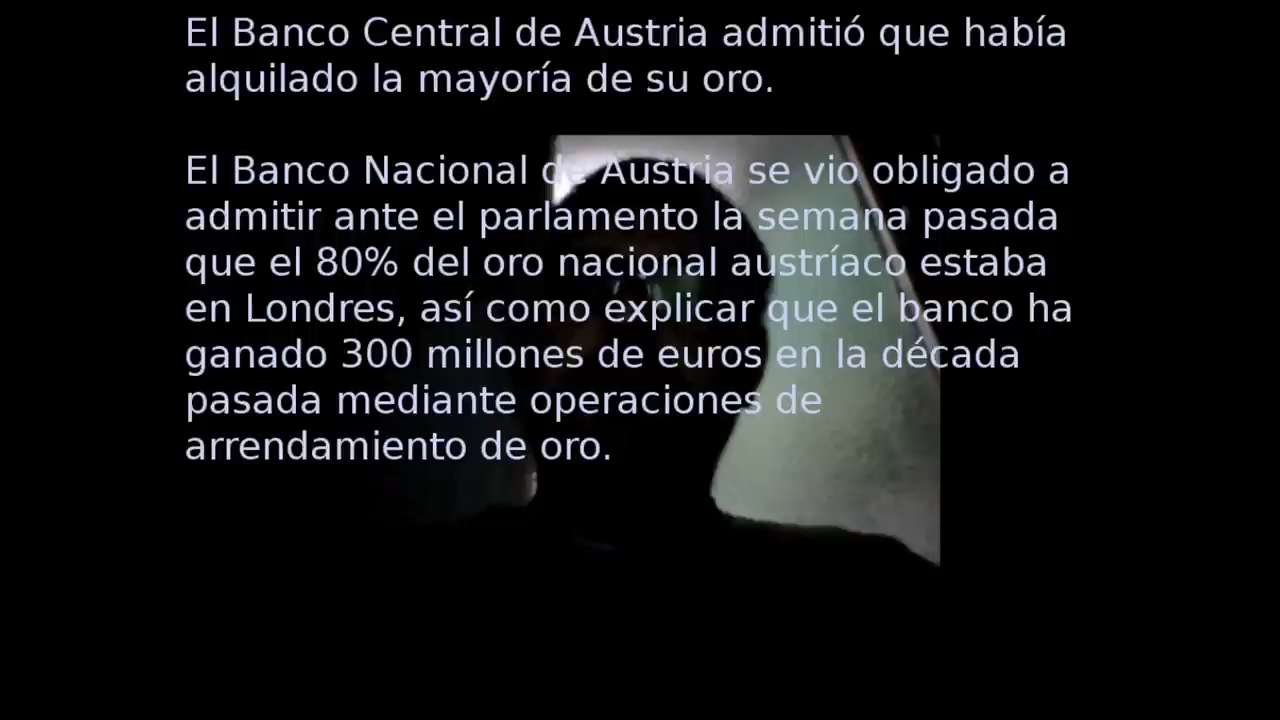 El Banco Central de Austria admitió que había
alquilado la mayoría de su oro.
El Banco Nacional de Austria se vio obligado a
admitir ante el parlamento la semana pasada
que el 80% del oro nacional austríaco estaba
en Londres, así como explicar que el banco ha
ganado 300 millones de euros en la década
pasada mediante operaciones de
arrendamiento de oro.